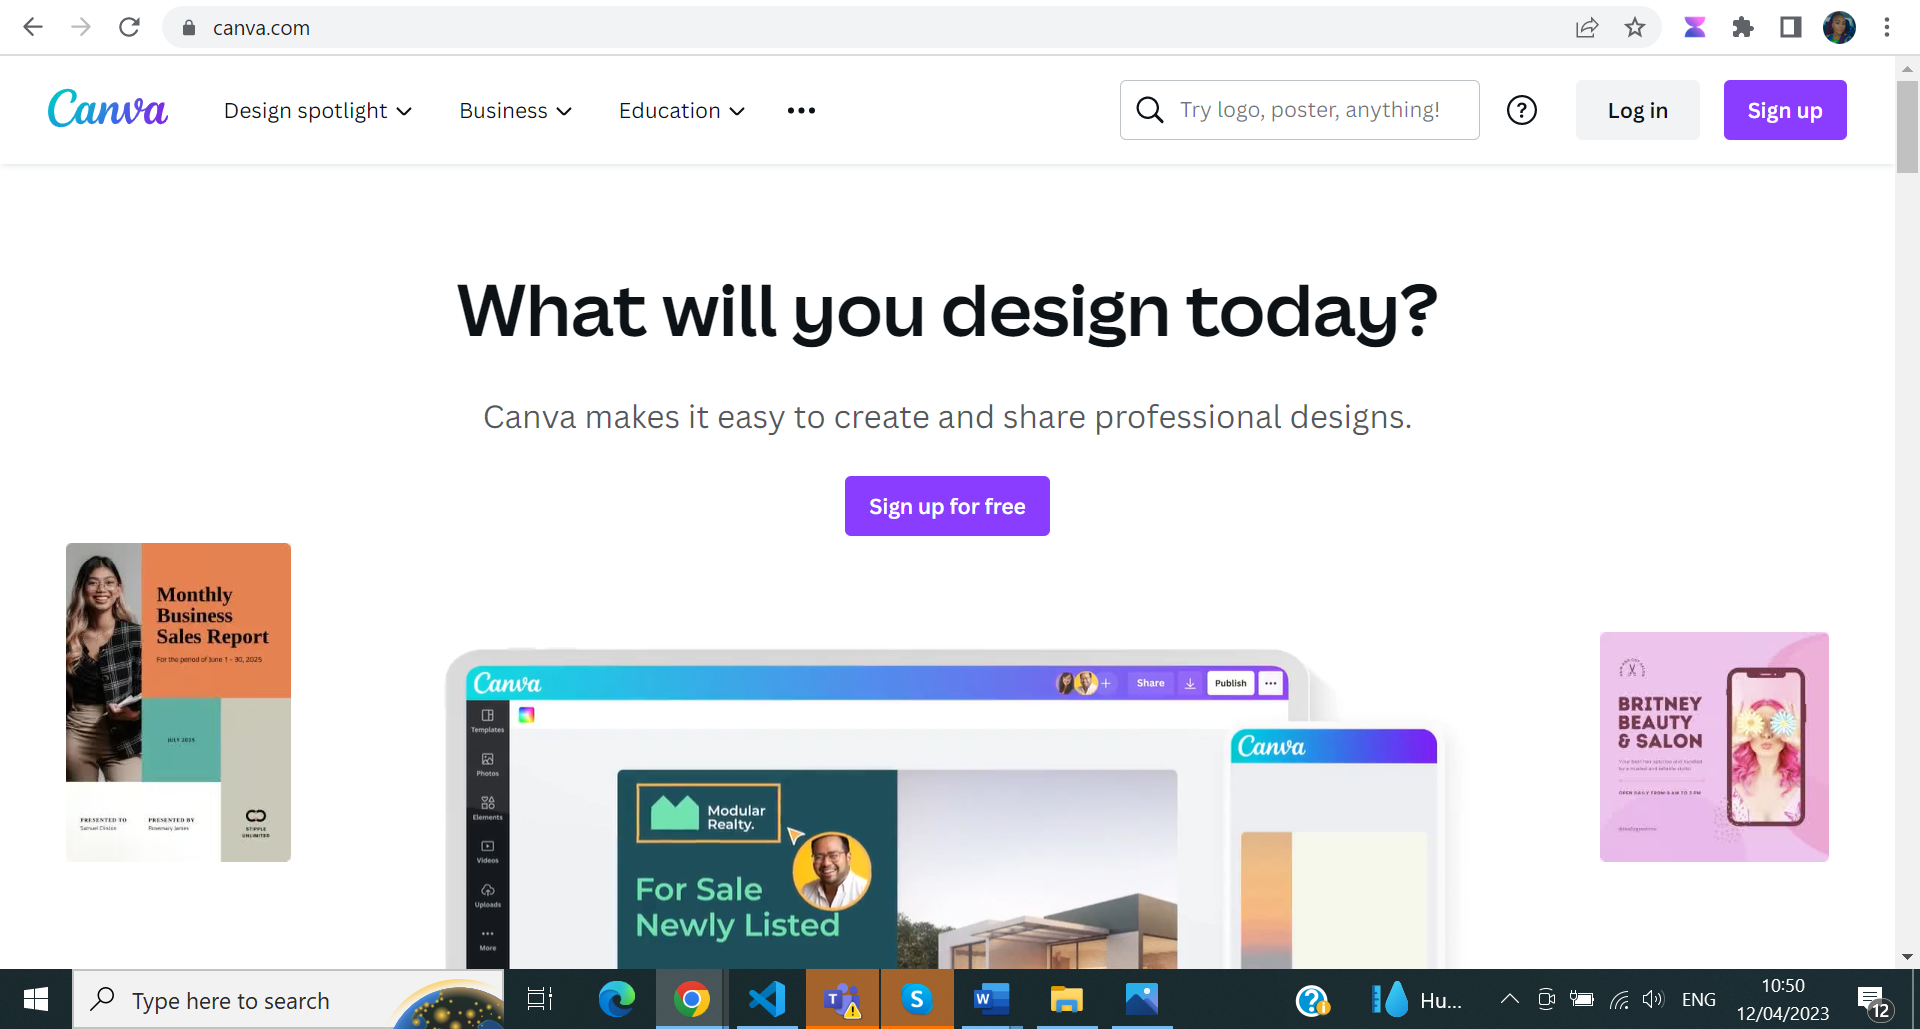 canva.com
Canva
Design spotlight
Business
Education
Try logo, poster, anything!
Log in
Sign up
What will you design today?
Canva makes it easy to create and share professional designs.
Sign up for free
Monthly
Business
Sales Report
For the period of June 1 - 30, 2025
JULY 2025
PRESENTED TO
PRESENTED BY
Rosemary James
STIPPLE
UNLIMITED
Canva
Share
Publish
Templates
Photos
Elements
Videos
Uploads
More
Modular
Realty.
For Sale
Newly Listed
Canva
BRITNEY
BEAUTY
& SALON
OPEN DAILY FROM 9 AM TO 3 PM
Type here to search
Hu...
ENG
10:50
12/04/2023
12